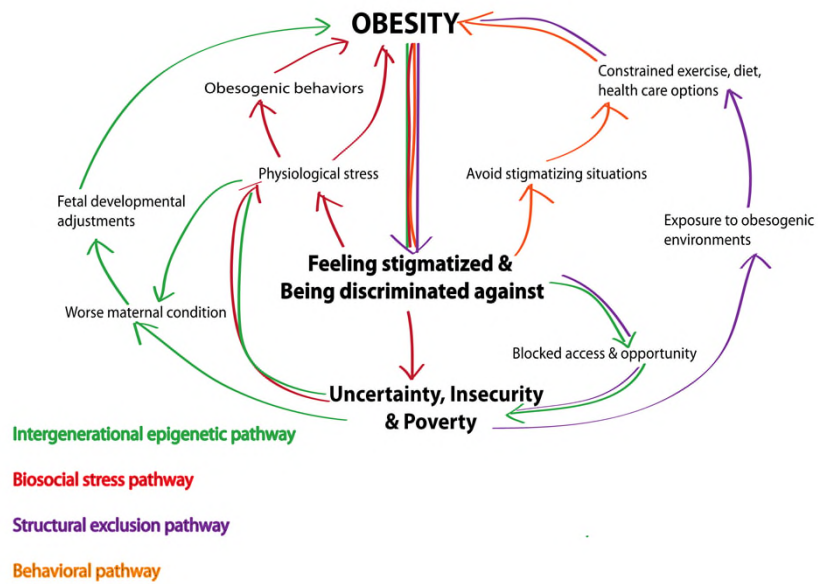 OBESITY
Obesogenic behaviors
Constrained exercise, diet,
health care options
Physiological stress
Avoid stigmatizing situations
Fetal developmental
adjustments
Exposure to obesogenic
environments
Feeling stigmatized &
Being discriminated against
Worse maternal condition
Blocked access & opportunity
Uncertainty, Insecurity
& Poverty
Intergenerational epigenetic pathway
Biosocial stress pathway
Structural exclusion pathway
Behavioral pathway